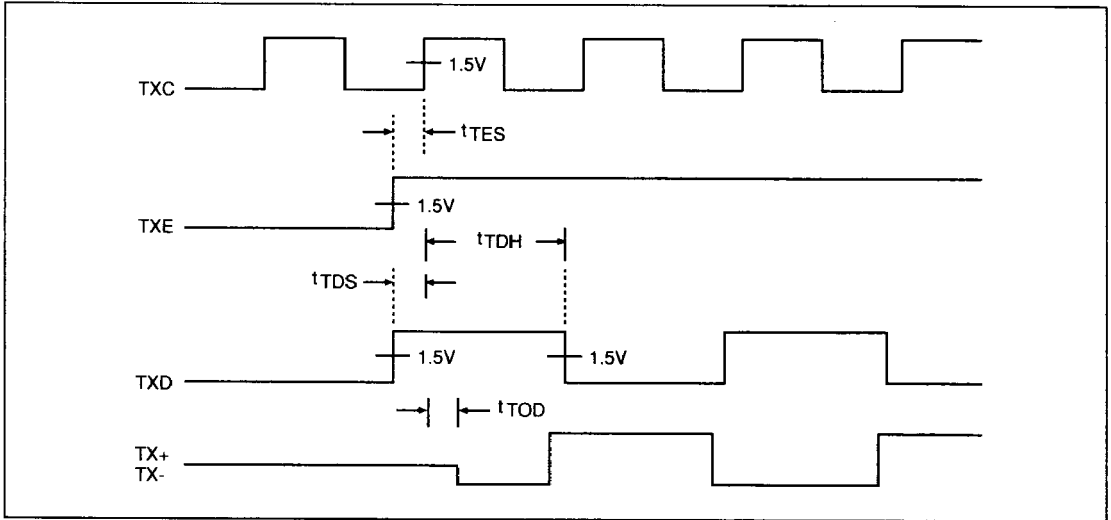 1.5V
TXC
tTES
1.5V
TXE
tTDH
tTDS
1.5V
1.5V
TXD
tTOD
TX+
TX-